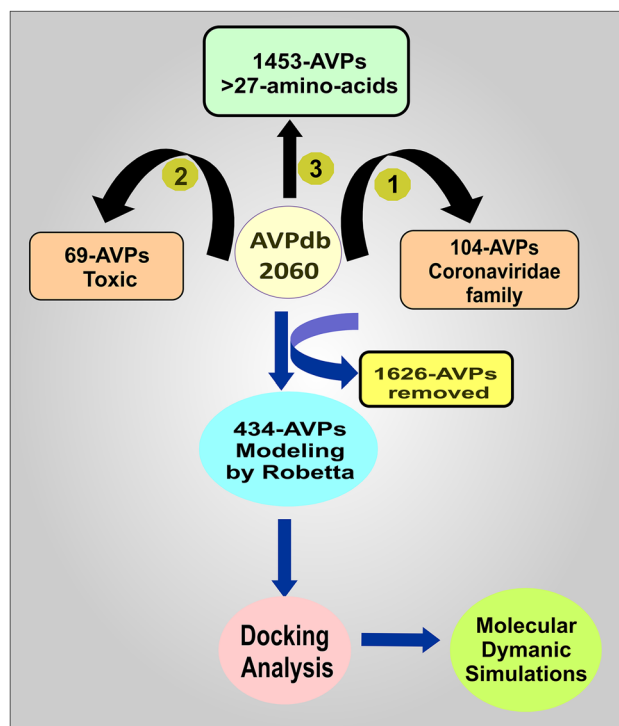 1453-AVPs
>27-amino-acids
2
3
1
69-AVPs
Toxic
AVPdb
2060
104-AVPs
Coronaviridae
family
1626-AVPs
removed
434-AVPs
Modeling
by Robetta
Docking
Analysis
Molecular
Dymanic
Simulations